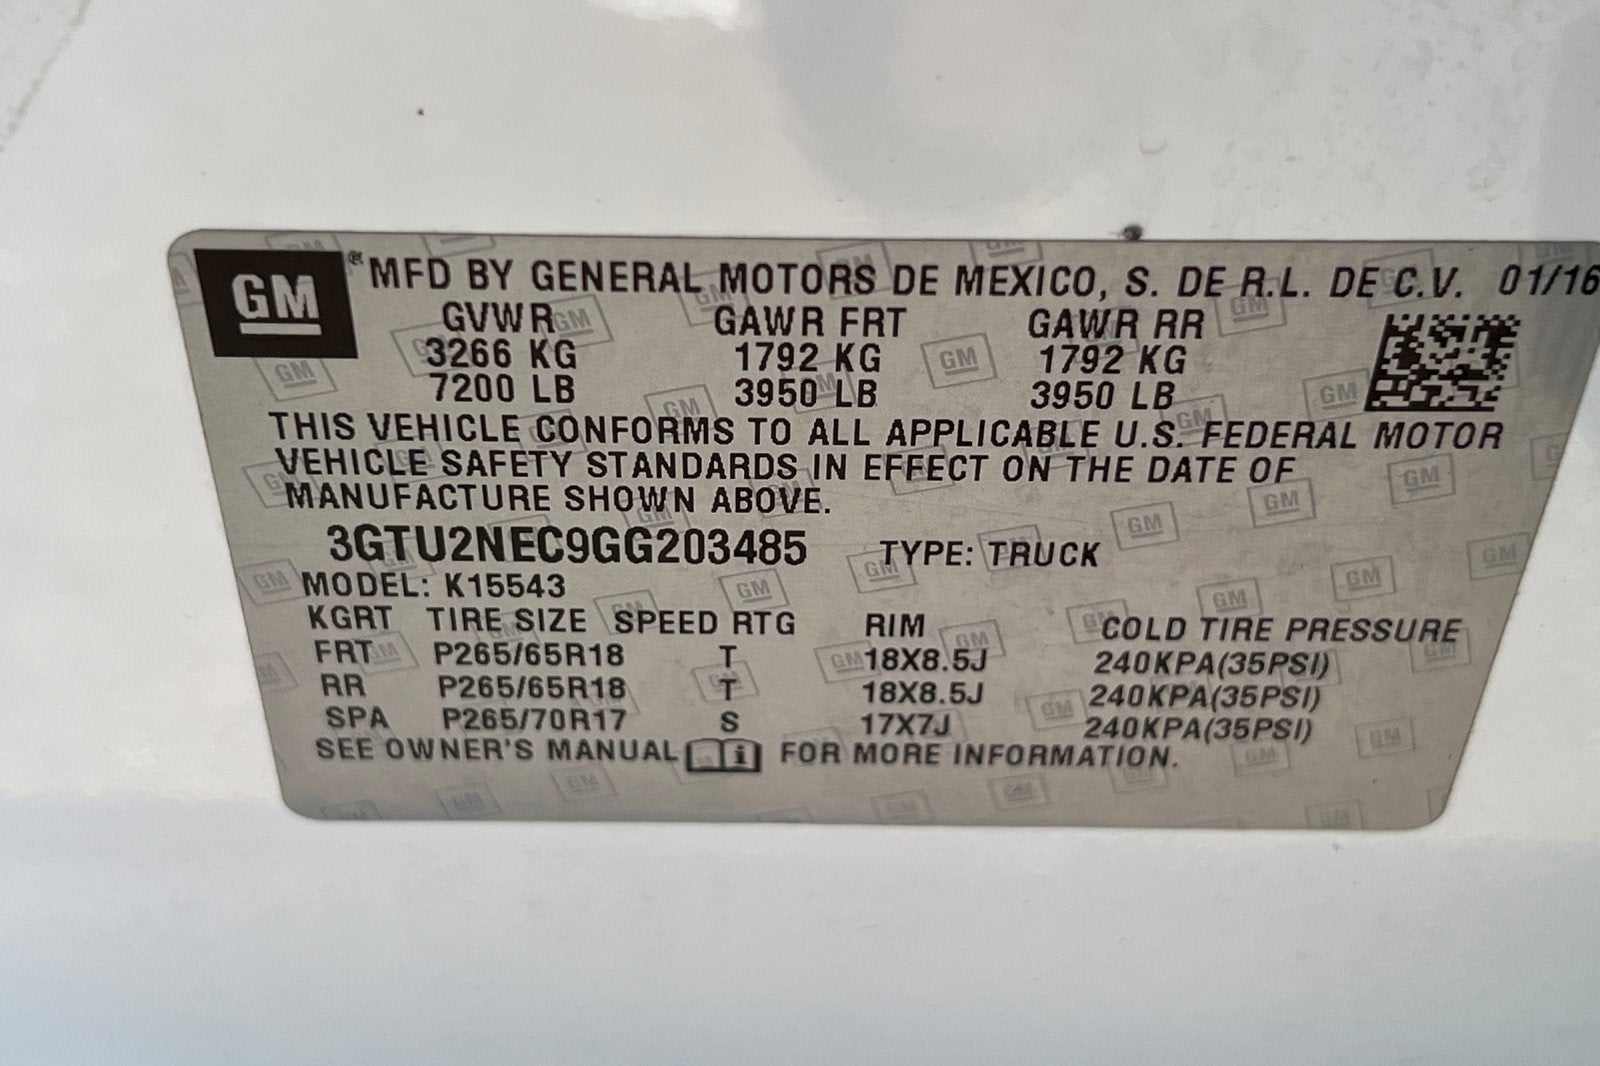 GM ® MFD BY GENERAL MOTORS DE MEXICO, S. DE R.L. DE C.V. 01/16
GVWR GAWR FRT GAWR RR
3266 KG 1792 KG 1792 KG
7200 LB 3950 LB 3950 LB
THIS VEHICLE CONFORMS TO ALL APPLICABLE U.S. FEDERAL MOTOR
VEHICLE SAFETY STANDARDS IN EFFECT ON THE DATE OF
MANUFACTURE SHOWN ABOVE.
3GTU2NEC9GG203485 TYPE: TRUCK
MODEL: K15543
KGRT TIRE SIZE SPEED RTG RIM COLD TIRE PRESSURE
FRT P265/65R18 T 18X8.5J 240KPA(35PSI)
RR P265/65R18 T 18X8.5J 240KPA(35PSI)
SPA P265/70R17 S 17X7J 240KPA(35PSI)
SEE OWNER'S MANUAL i FOR MORE INFORMATION.